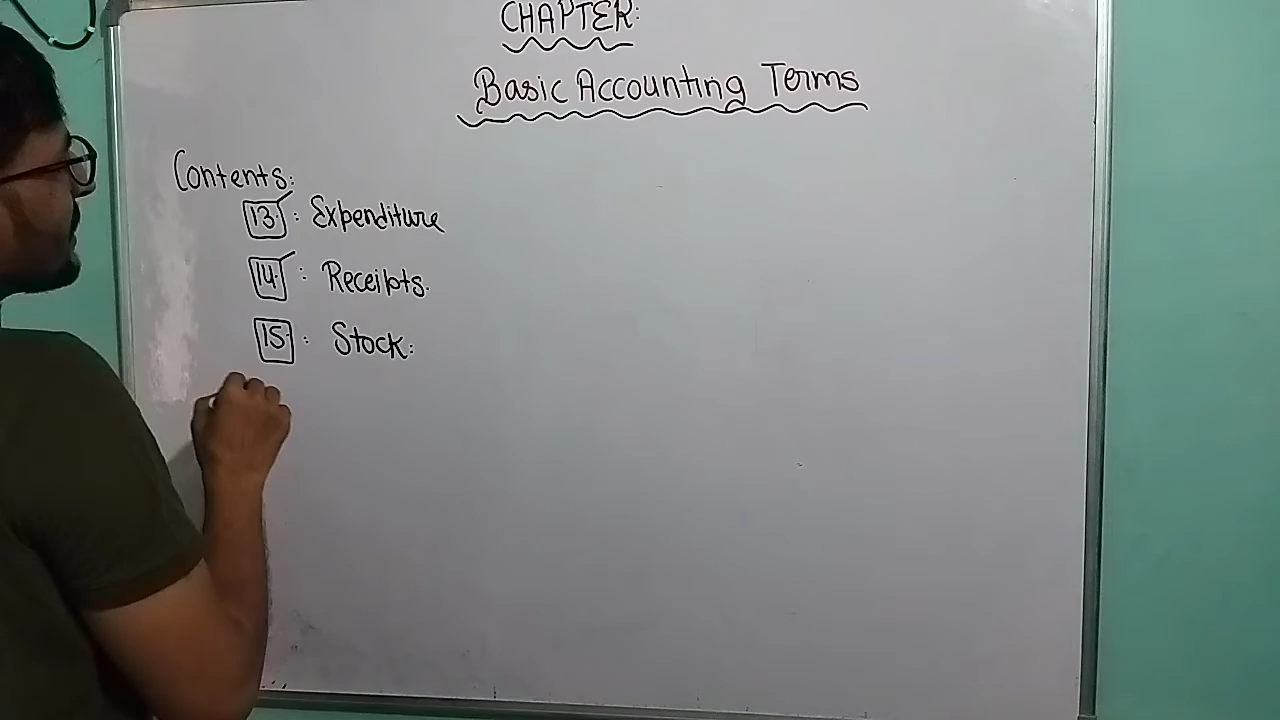 CHAPTER:
Basic Accounting Terms
Contents:
13 : Expenditure
14. : Receipts.
15. : Stock: